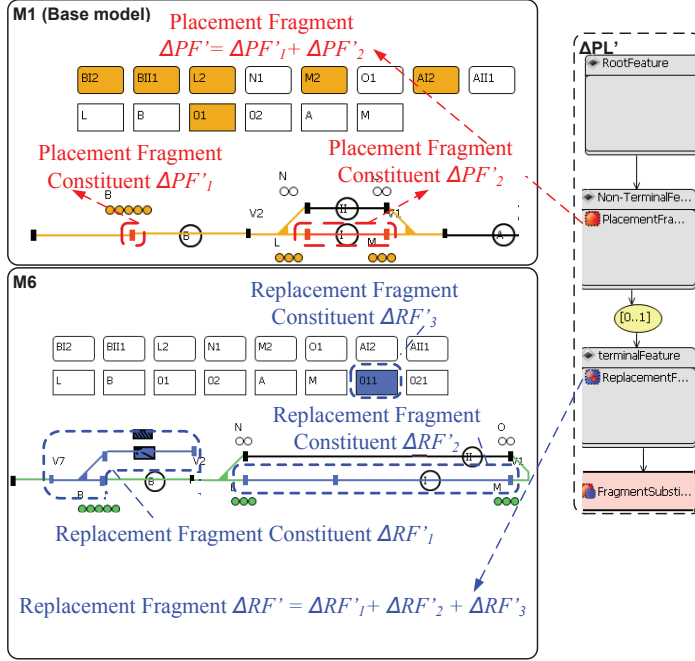 M1 (Base model)
Placement Fragment
ΔPF' = ΔPF'1 + ΔPF'2
BI2 BII1 L2 N1 M2 O1 AI2 AII1
L B 01 02 A M
Placement Fragment
Constituent ΔPF'1
Placement Fragment
Constituent ΔPF'2
B
N
V2
II
V1
B
L
I
M
A
M6
Replacement Fragment
Constituent ΔRF'3
BI2 BII1 L2 N1 M2 O1 AI2 AII1
L B 01 02 A M 011 021
Replacement Fragment
Constituent ΔRF'2
N
O
V7
V2
II
V1
B
B
I
M
Replacement Fragment Constituent ΔRF'1
Replacement Fragment ΔRF' = ΔRF'1 + ΔRF'2 + ΔRF'3
ΔPL'
RootFeature
Non-TerminalFe...
PlacementFra...
[0..1]
terminalFeature
ReplacementF...
FragmentSubsti...